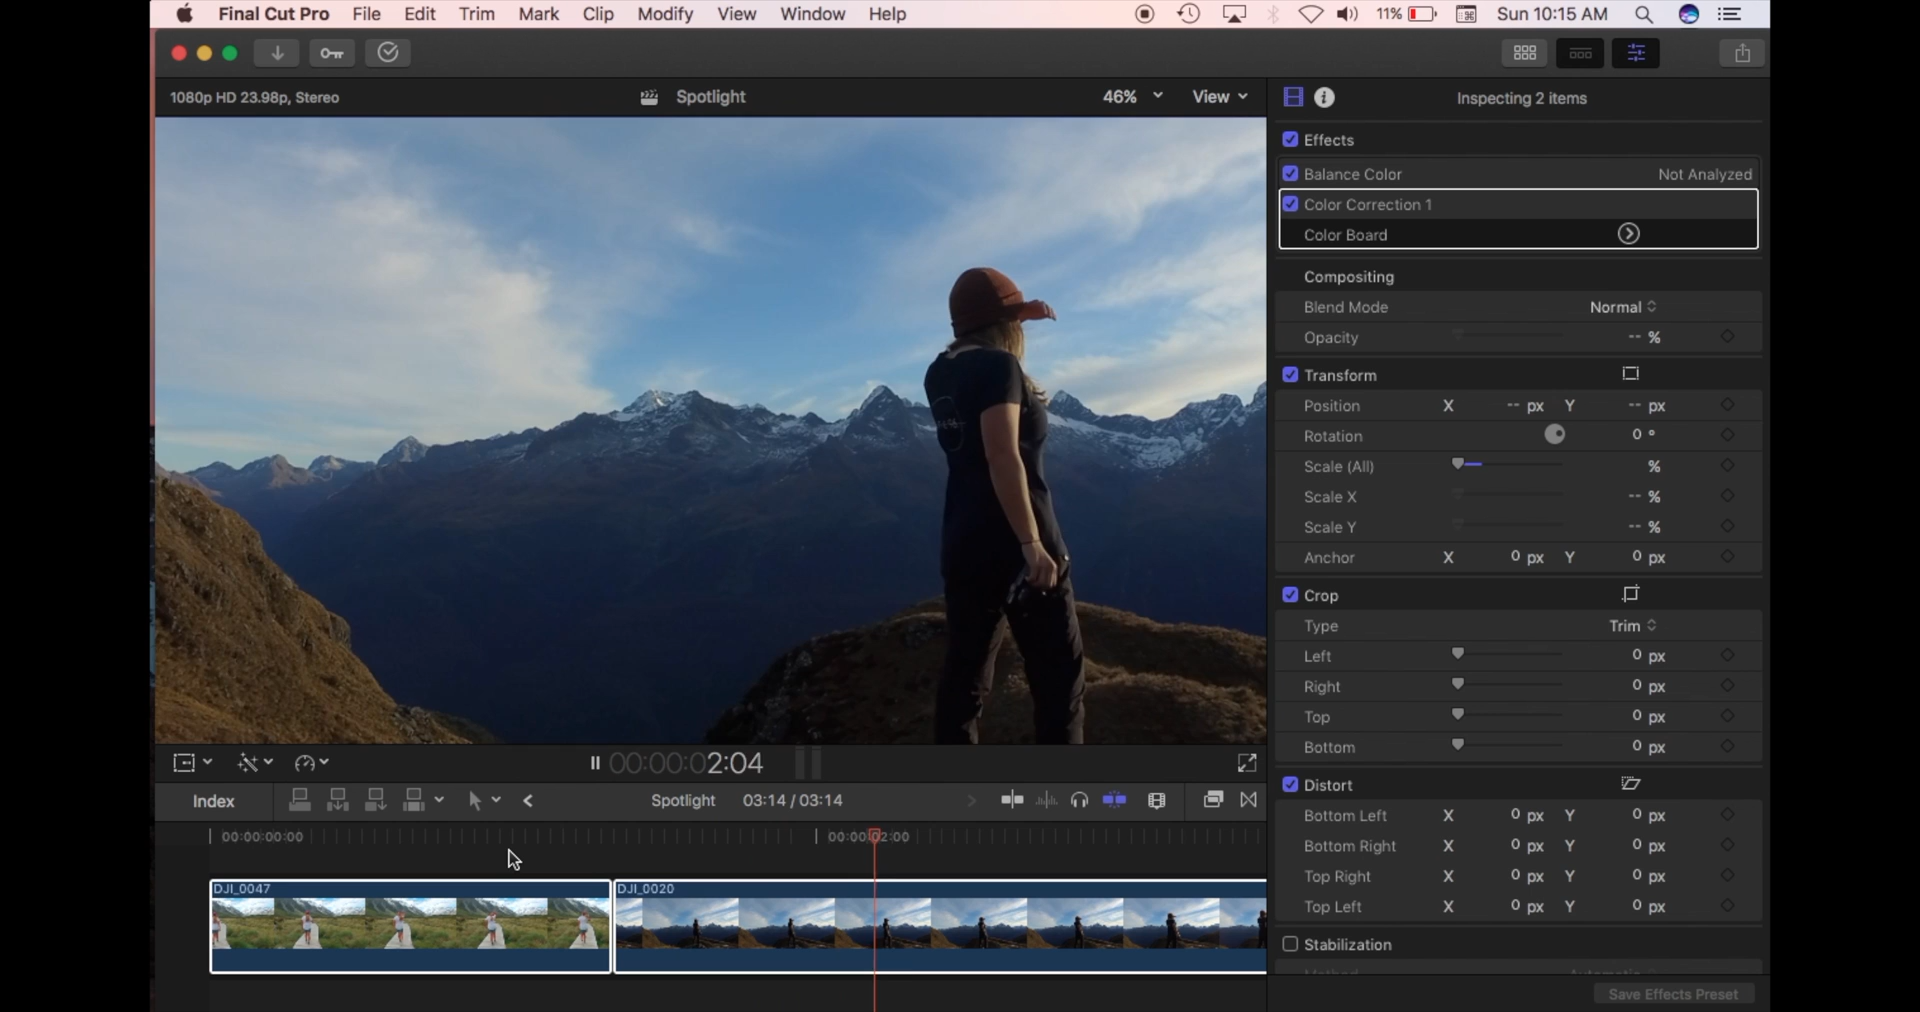 Final Cut Pro File Edit Trim Mark Clip Modify View Window Help 11% Sun 10:15 AM
1080p HD 23.98p, Stereo Spotlight 46% View Inspecting 2 items
Effects
Balance Color Not Analyzed
Color Correction 1
Color Board
Compositing
Blend Mode Normal
Opacity -- %
Transform
Position X -- px Y -- px
Rotation 0 °
Scale (All) %
Scale X -- %
Scale Y -- %
Anchor X 0 px Y 0 px
Crop
Type Trim
Left 0 px
Right 0 px
Top 0 px
Bottom 0 px
00:00:02:04
Distort
Index Spotlight 03:14 / 03:14
Bottom Left X 0 px Y 0 px
00:00:00:00 00:00:02:00
Bottom Right X 0 px Y 0 px
Top Right X 0 px Y 0 px
DJI_0047 DJI_0020
Top Left X 0 px Y 0 px
Stabilization
Method Automatic
Save Effects Preset